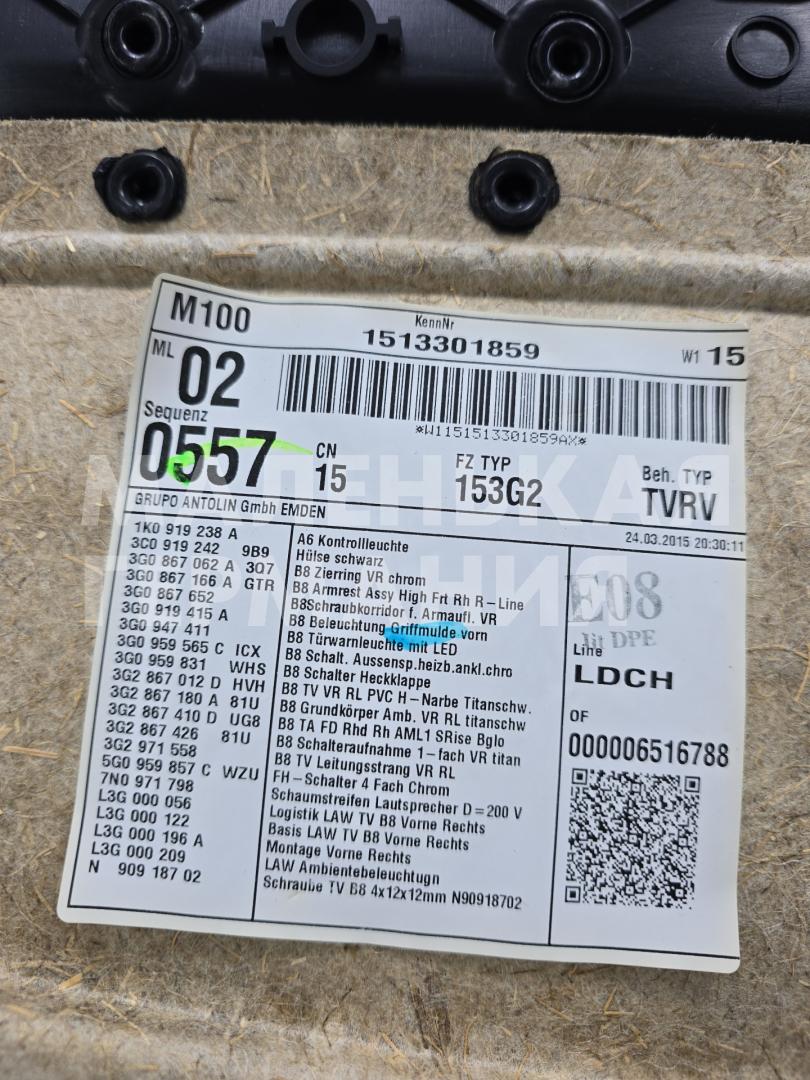 M100
KennNr
1513301859
W1 15
ML 02
*W1151513301859AX*
Sequenz
0557
CN
15
FZ TYP
153G2
Beh. TYP
TVRV
GRUPO ANTOLIN GmbH EMDEN
24.03.2015 20:30:11
1K0 919 238 A
3C0 919 242 9B9
3G0 867 062 A 3Q7
3G0 867 166 A GTR
3G0 867 652
3G0 919 415 A
3G0 947 411
3G0 959 565 C ICX
3G0 959 831 WHS
3G2 867 012 D HVH
3G2 867 180 A 81U
3G2 867 410 D UG8
3G2 867 426 81U
3G2 971 558
5G0 959 857 C WZU
7N0 971 798
L3G 000 056
L3G 000 122
L3G 000 196 A
L3G 000 209
N 909 187 02
A6 Kontrollleuchte
Hülse schwarz
B8 Zierring VR chrom
B8 Armrest Assy High Frt Rh R-Line
B8Schraubkorridor f. Armaufl. VR
B8 Beleuchtung Griffmulde vorn
B8 Türwarnleuchte mit LED
B8 Schalt. Aussensp.heizb.ankl.chro
B8 Schalter Heckklappe
B8 TV VR RL PVC H-Narbe Titanschw.
B8 Grundkörper Amb. VR RL titanschw
B8 TA FD Rhd Rh AML1 SRise Bglo
B8 Schalteraufnahme 1-fach VR titan
B8 TV Leitungsstrang VR RL
FH-Schalter 4 Fach Chrom
Schaumstreifen Lautsprecher D=200 V
Logistik LAW TV B8 Vorne Rechts
Basis LAW TV B8 Vorne Rechts
Montage Vorne Rechts
LAW Ambientebeleuchtugn
Schraube TV B8 4x12x12mm N90918702
E08
Jit DPE
Line
LDCH
OF
000006516788
МАЛЕНЬКАЯ
ГЕРМАНИЯ